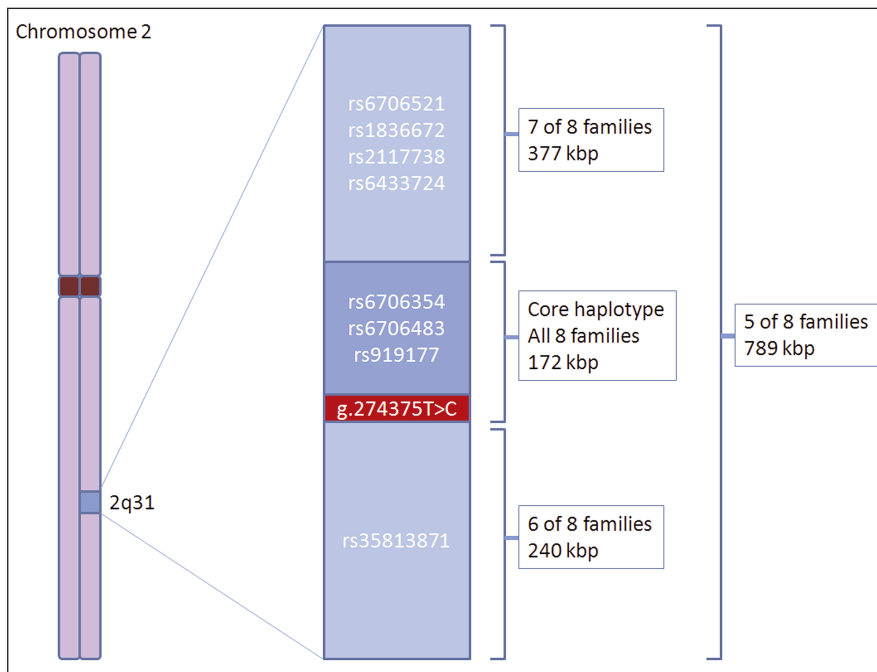 Chromosome 2
rs6706521
rs1836672
rs2117738
rs6433724
7 of 8 families
377 kbp
rs6706354
rs6706483
rs919177
g.274375T>C
Core haplotype
All 8 families
172 kbp
5 of 8 families
789 kbp
2q31
rs35813871
6 of 8 families
240 kbp